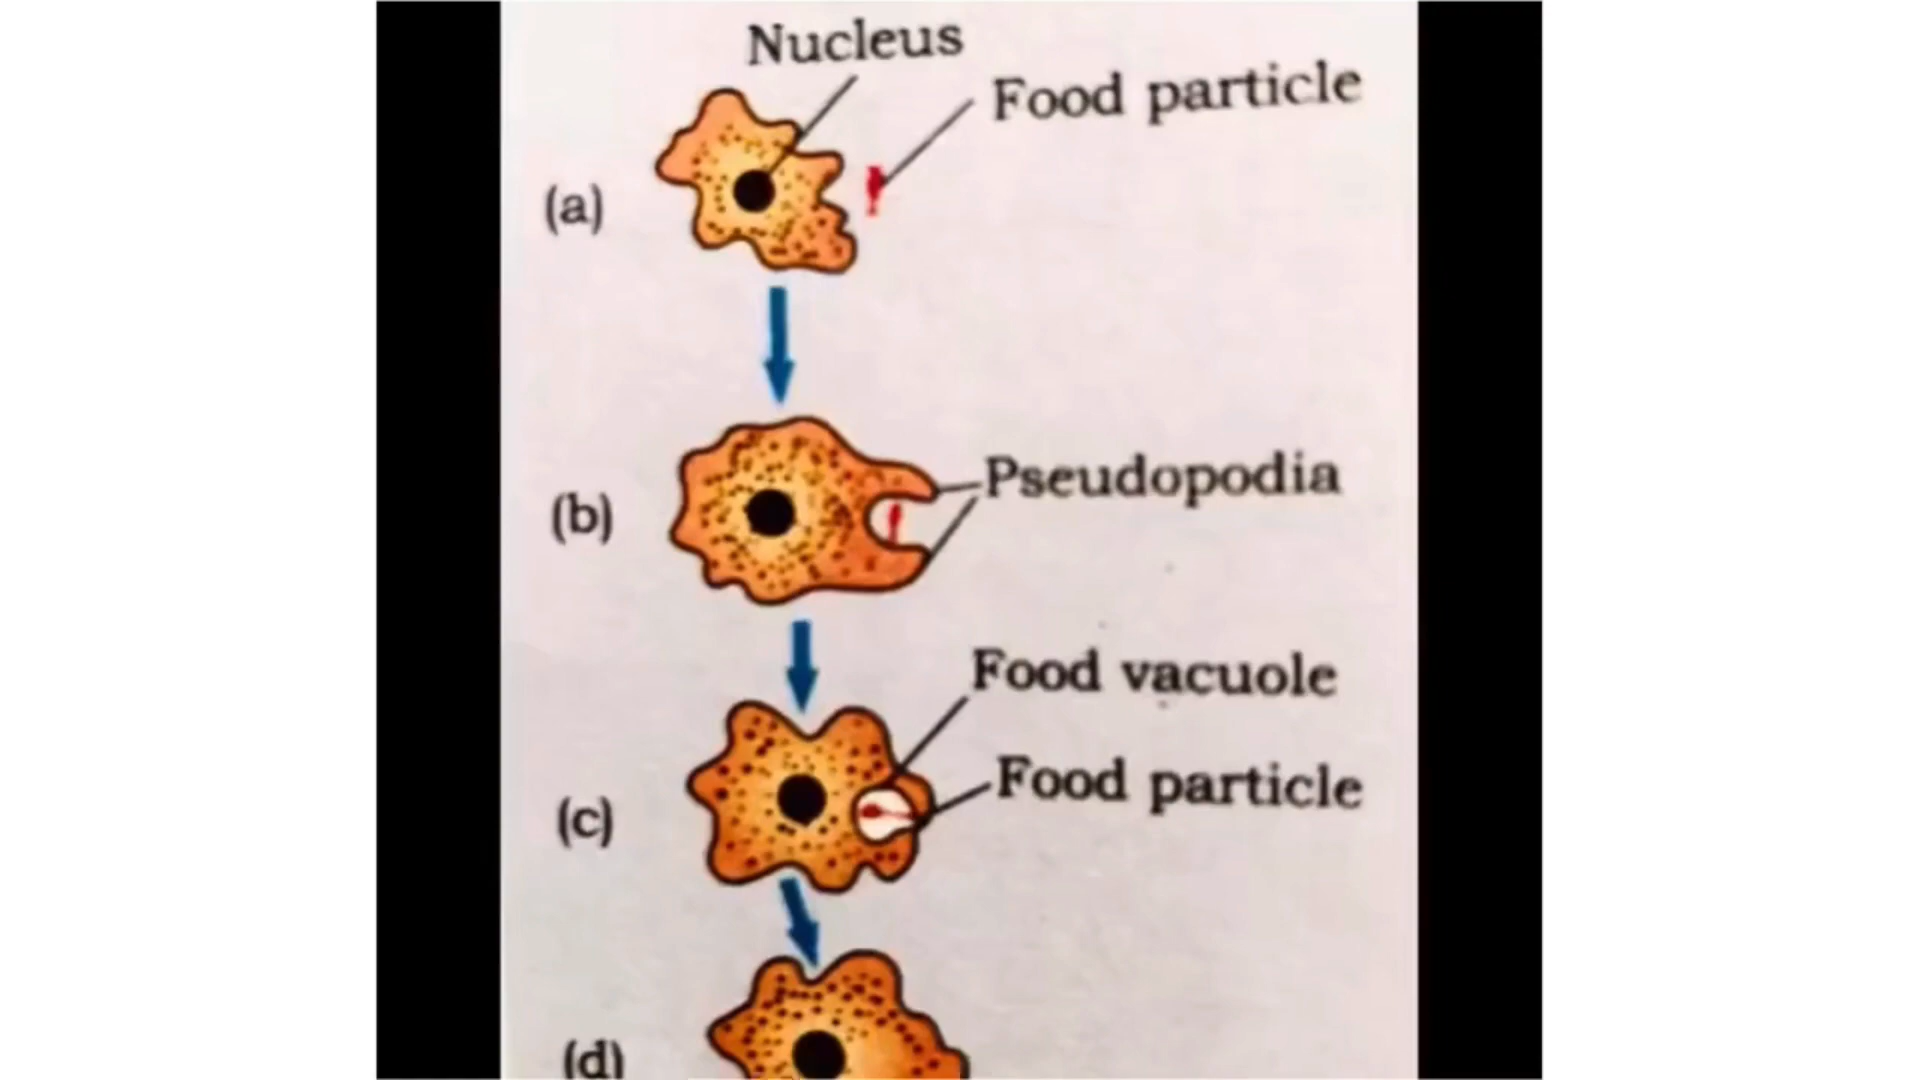 Nucleus
Food particle
(a)
Pseudopodia
(b)
Food vacuole
Food particle
(c)
(d)